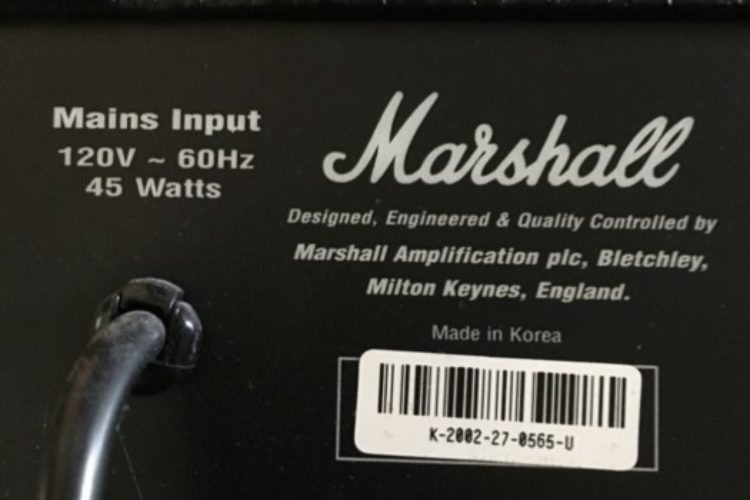 Mains Input
120V ~ 60Hz
45 Watts
Marshall
Designed, Engineered & Quality Controlled by
Marshall Amplification plc, Bletchley,
Milton Keynes, England.
Made in Korea
K-2002-27-0565-U